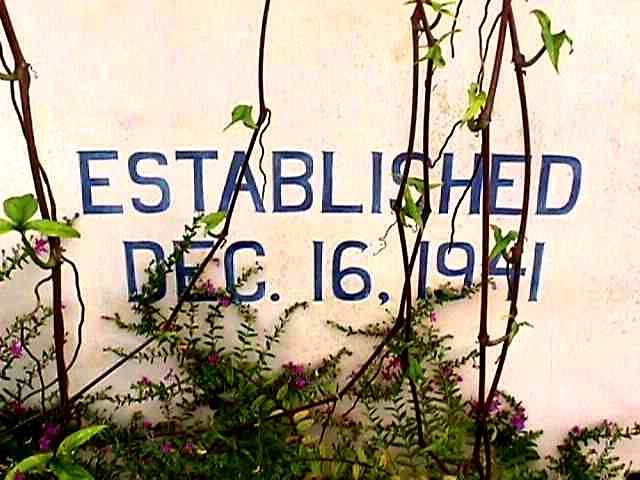 ESTABLISHED
DEC. 16, 1941